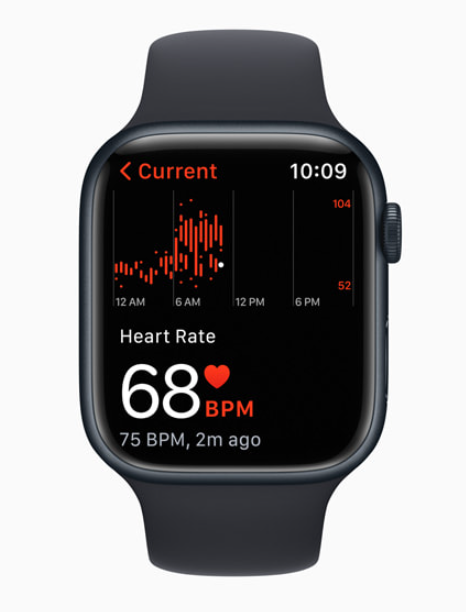 Current 10:09
104
52
12 AM 6 AM 12 PM 6 PM
Heart Rate
68 BPM
75 BPM, 2m ago